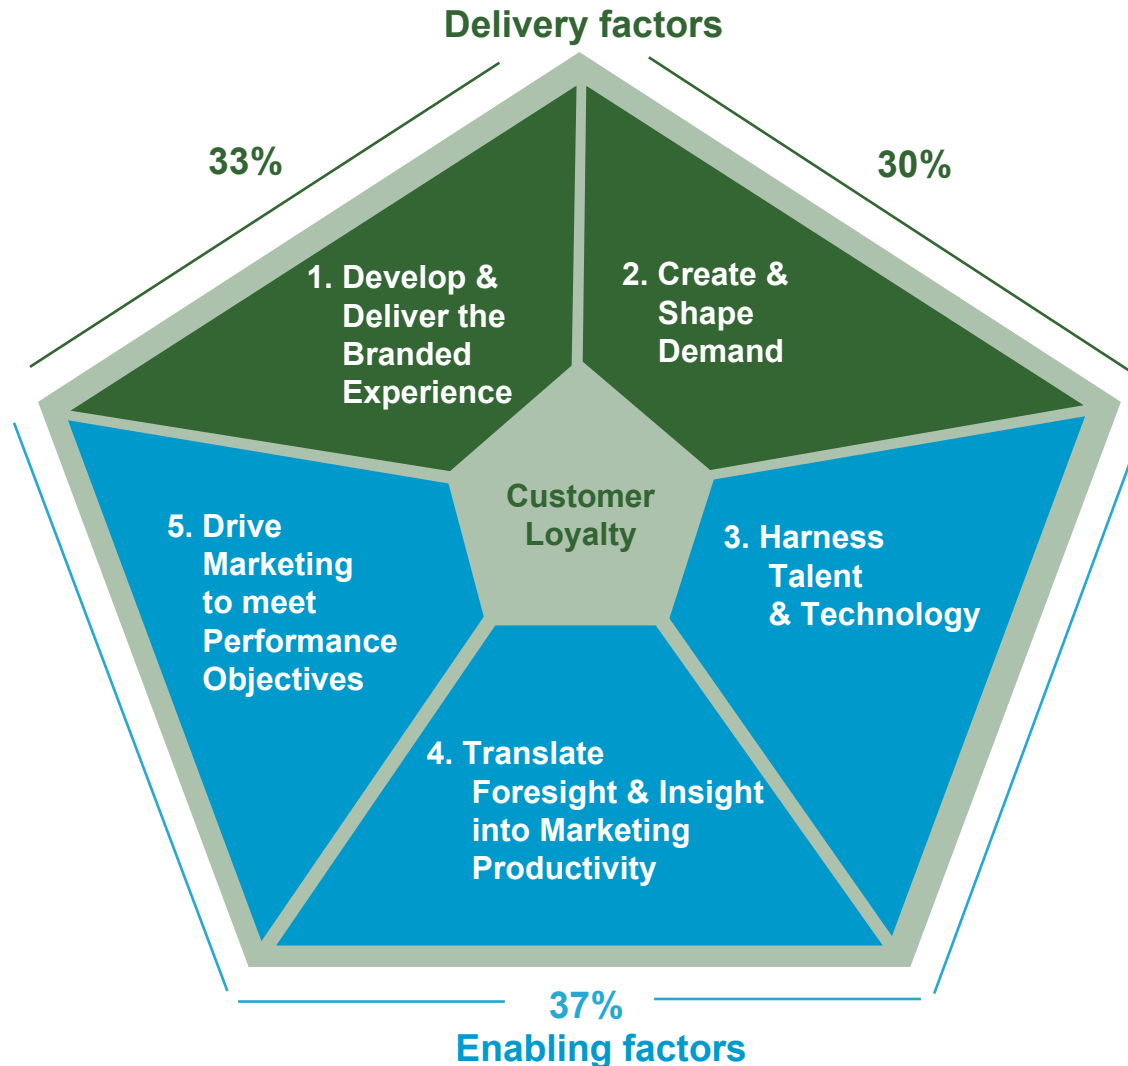 Delivery factors
33%
30%
1. Develop &
Deliver the
Branded
Experience
2. Create &
Shape
Demand
Customer
Loyalty
3. Harness
Talent
& Technology
4. Translate
Foresight & Insight
into Marketing
Productivity
5. Drive
Marketing
to meet
Performance
Objectives
37%
Enabling factors